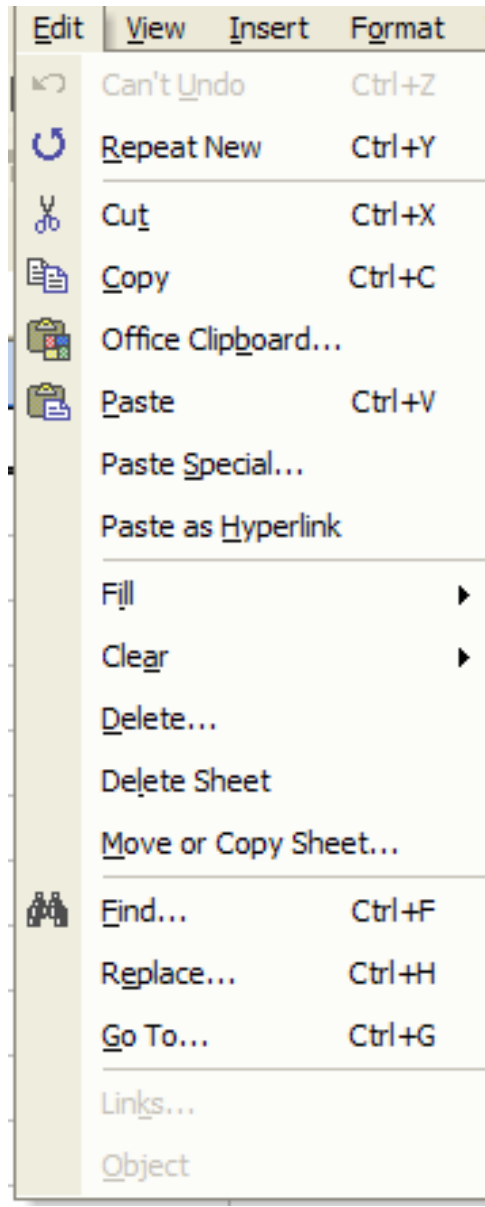 Edit View Insert Format
Can't Undo Ctrl+Z
Repeat New Ctrl+Y
Cut Ctrl+X
Copy Ctrl+C
Office Clipboard...
Paste Ctrl+V
Paste Special...
Paste as Hyperlink
Fill
Clear
Delete...
Delete Sheet
Move or Copy Sheet...
Find... Ctrl+F
Replace... Ctrl+H
Go To... Ctrl+G
Links...
Object